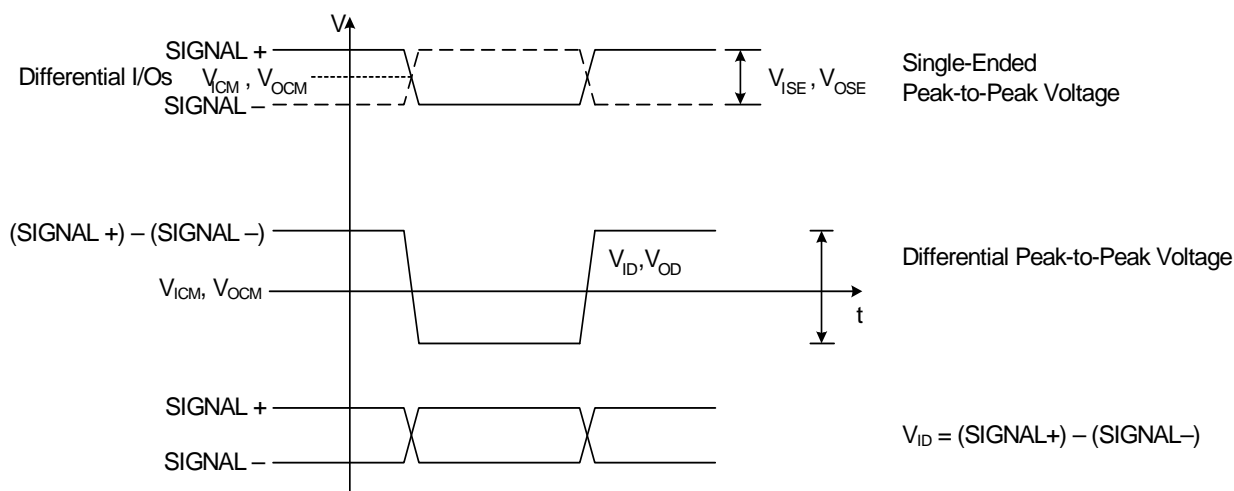 V
SIGNAL +
Differential I/Os V_ICM , V_OCM
SIGNAL –
V_ISE , V_OSE
Single-Ended
Peak-to-Peak Voltage
(SIGNAL +) – (SIGNAL –)
V_ID, V_OD
Differential Peak-to-Peak Voltage
V_ICM, V_OCM
t
SIGNAL +
SIGNAL –
V_ID = (SIGNAL+) – (SIGNAL–)